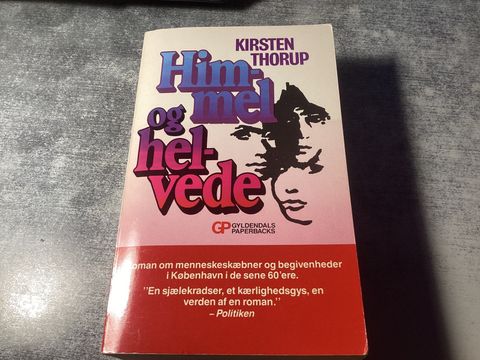 KIRSTEN
THORUP
Him-
mel
og
hel-
vede
GP GYLDENDALS
PAPERBACKS
roman om menneskeskæbner og begivenheder
i København i de sene 60'ere.
"En sjælekradser, et kærlighedsgys, en
verden af en roman."
– Politiken